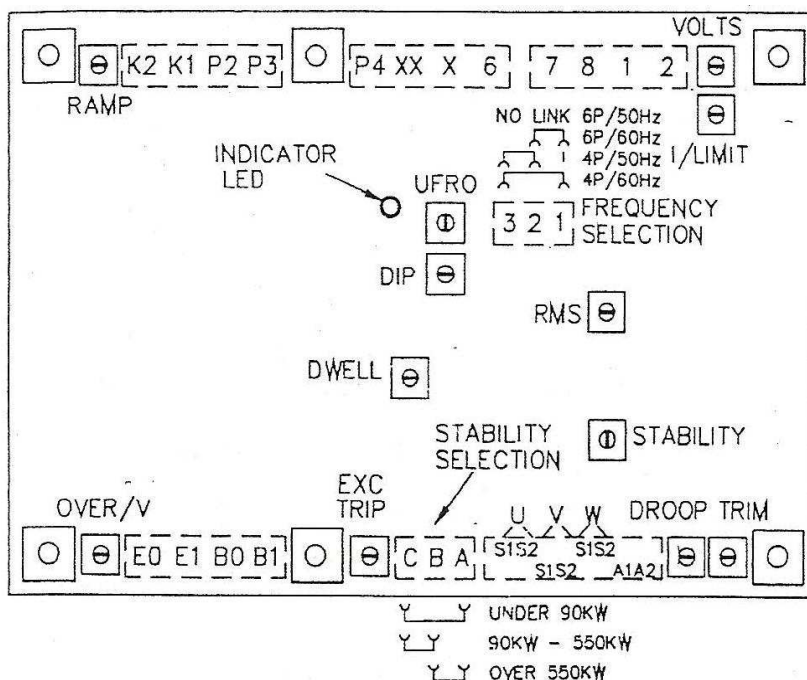 VOLTS
K2 K1 P2 P3
P4 XX X 6
7 8 1 2
RAMP
NO LINK 6P/50Hz
6P/60Hz
4P/50Hz
4P/60Hz
I/LIMIT
INDICATOR
LED
UFRO
3 2 1
FREQUENCY
SELECTION
DIP
RMS
DWELL
STABILITY
SELECTION
STABILITY
OVER/V
EXC
TRIP
U V W
DROOP TRIM
E0 E1 B0 B1
C B A
S1S2 S1S2
S1S2 A1A2
UNDER 90KW
90KW - 550KW
OVER 550KW